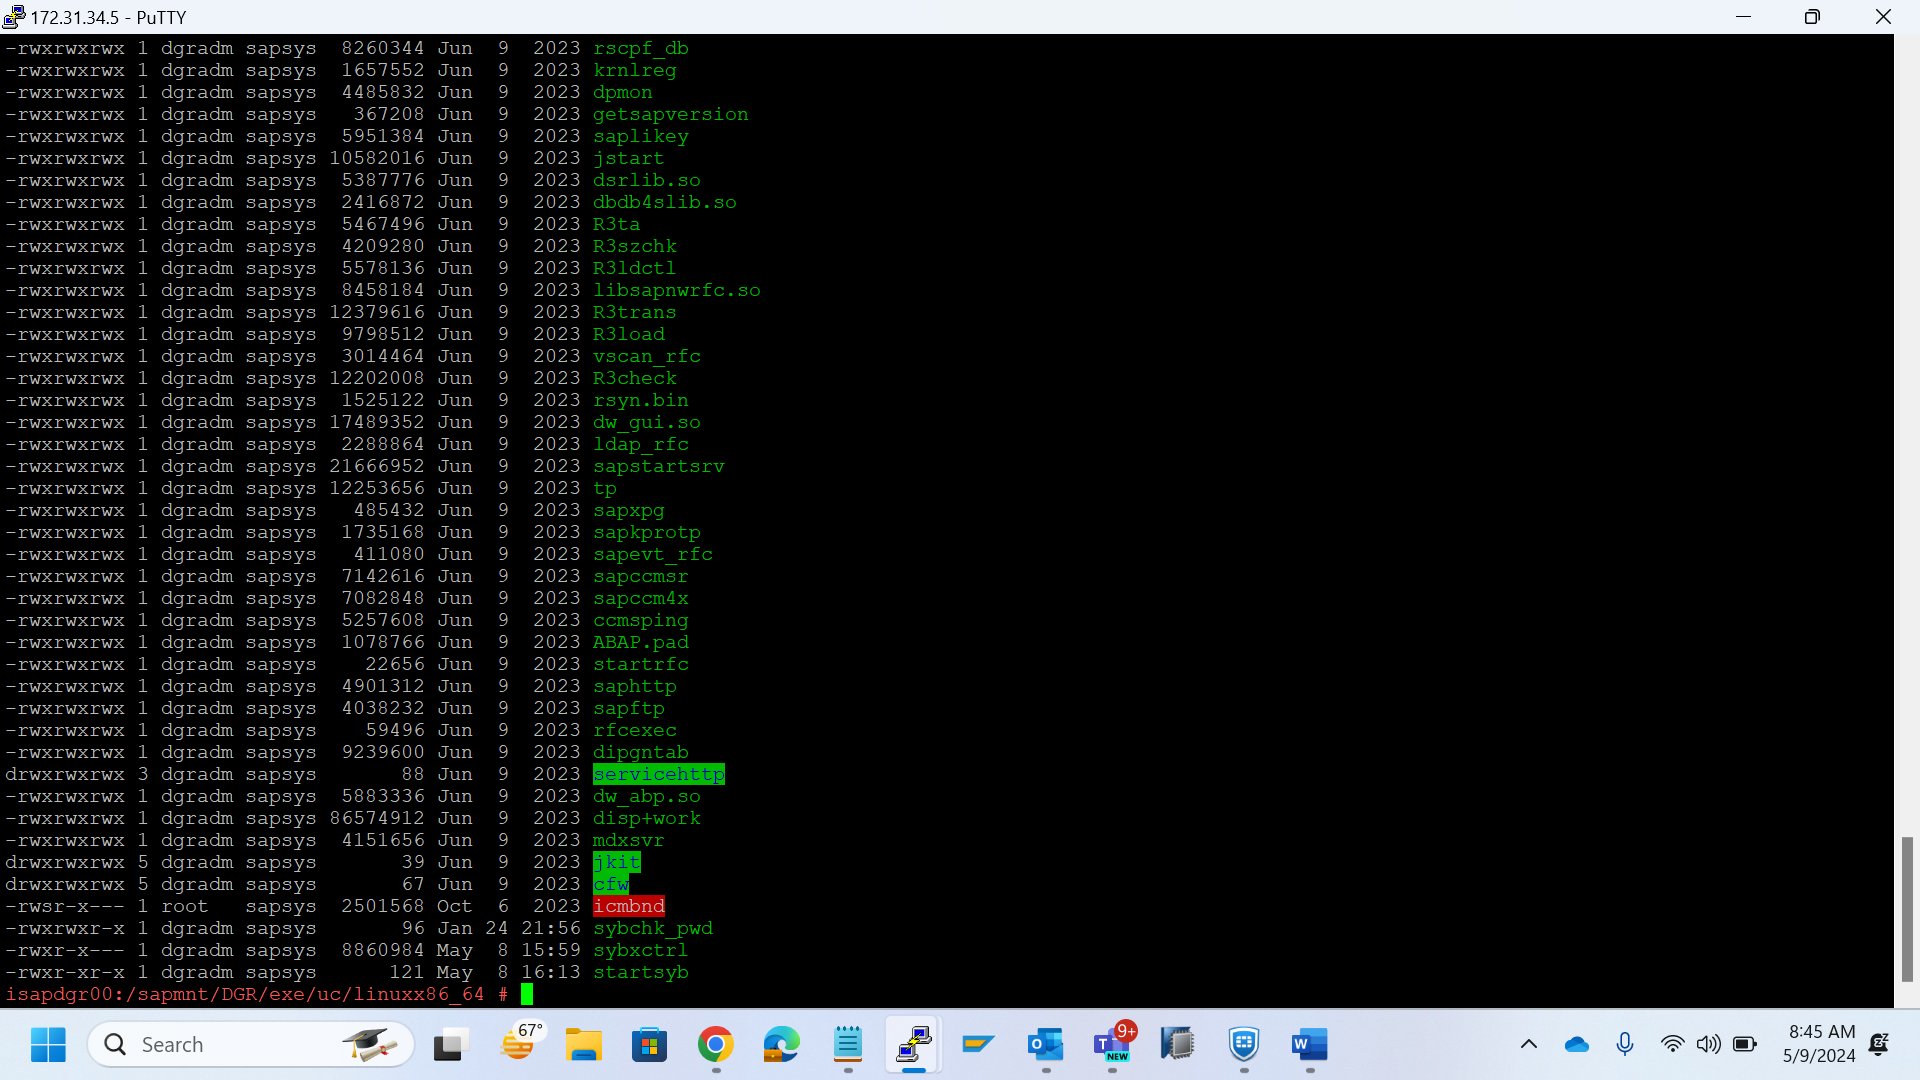 172.31.34.5 - PuTTY
-rwxrwxrwx 1 dgradm sapsys  8260344 Jun  9  2023 rscpf_db
-rwxrwxrwx 1 dgradm sapsys  1657552 Jun  9  2023 krnlreg
-rwxrwxrwx 1 dgradm sapsys  4485832 Jun  9  2023 dpmon
-rwxrwxrwx 1 dgradm sapsys   367208 Jun  9  2023 getsapversion
-rwxrwxrwx 1 dgradm sapsys  5951384 Jun  9  2023 saplikey
-rwxrwxrwx 1 dgradm sapsys 10582016 Jun  9  2023 jstart
-rwxrwxrwx 1 dgradm sapsys  5387776 Jun  9  2023 dsrlib.so
-rwxrwxrwx 1 dgradm sapsys  2416872 Jun  9  2023 dbdb4slib.so
-rwxrwxrwx 1 dgradm sapsys  5467496 Jun  9  2023 R3ta
-rwxrwxrwx 1 dgradm sapsys  4209280 Jun  9  2023 R3szchk
-rwxrwxrwx 1 dgradm sapsys  5578136 Jun  9  2023 R3ldctl
-rwxrwxrwx 1 dgradm sapsys  8458184 Jun  9  2023 libsapnwrfc.so
-rwxrwxrwx 1 dgradm sapsys 12379616 Jun  9  2023 R3trans
-rwxrwxrwx 1 dgradm sapsys  9798512 Jun  9  2023 R3load
-rwxrwxrwx 1 dgradm sapsys  3014464 Jun  9  2023 vscan_rfc
-rwxrwxrwx 1 dgradm sapsys 12202008 Jun  9  2023 R3check
-rwxrwxrwx 1 dgradm sapsys  1525122 Jun  9  2023 rsyn.bin
-rwxrwxrwx 1 dgradm sapsys 17489352 Jun  9  2023 dw_gui.so
-rwxrwxrwx 1 dgradm sapsys  2288864 Jun  9  2023 ldap_rfc
-rwxrwxrwx 1 dgradm sapsys 21666952 Jun  9  2023 sapstartsrv
-rwxrwxrwx 1 dgradm sapsys 12253656 Jun  9  2023 tp
-rwxrwxrwx 1 dgradm sapsys   485432 Jun  9  2023 sapxpg
-rwxrwxrwx 1 dgradm sapsys  1735168 Jun  9  2023 sapkprotp
-rwxrwxrwx 1 dgradm sapsys   411080 Jun  9  2023 sapevt_rfc
-rwxrwxrwx 1 dgradm sapsys  7142616 Jun  9  2023 sapccmsr
-rwxrwxrwx 1 dgradm sapsys  7082848 Jun  9  2023 sapccm4x
-rwxrwxrwx 1 dgradm sapsys  5257608 Jun  9  2023 ccmsping
-rwxrwxrwx 1 dgradm sapsys  1078766 Jun  9  2023 ABAP.pad
-rwxrwxrwx 1 dgradm sapsys    22656 Jun  9  2023 startrfc
-rwxrwxrwx 1 dgradm sapsys  4901312 Jun  9  2023 saphttp
-rwxrwxrwx 1 dgradm sapsys  4038232 Jun  9  2023 sapftp
-rwxrwxrwx 1 dgradm sapsys    59496 Jun  9  2023 rfcexec
-rwxrwxrwx 1 dgradm sapsys  9239600 Jun  9  2023 dipgntab
drwxrwxrwx 3 dgradm sapsys       88 Jun  9  2023 servicehttp
-rwxrwxrwx 1 dgradm sapsys  5883336 Jun  9  2023 dw_abp.so
-rwxrwxrwx 1 dgradm sapsys 86574912 Jun  9  2023 disp+work
-rwxrwxrwx 1 dgradm sapsys  4151656 Jun  9  2023 mdxsvr
drwxrwxrwx 5 dgradm sapsys       39 Jun  9  2023 jkit
drwxrwxrwx 5 dgradm sapsys       67 Jun  9  2023 cfw
-rwsr-x--- 1 root   sapsys  2501568 Oct  6  2023 icmbnd
-rwxrwxr-x 1 dgradm sapsys       96 Jan 24 21:56 sybchk_pwd
-rwxr-x--- 1 dgradm sapsys  8860984 May  8 15:59 sybxctrl
-rwxr-xr-x 1 dgradm sapsys      121 May  8 16:13 startsyb
isapdgr00:/sapmnt/DGR/exe/uc/linuxx86_64 #
Search
67°
9+
NEW
8:45 AM
5/9/2024